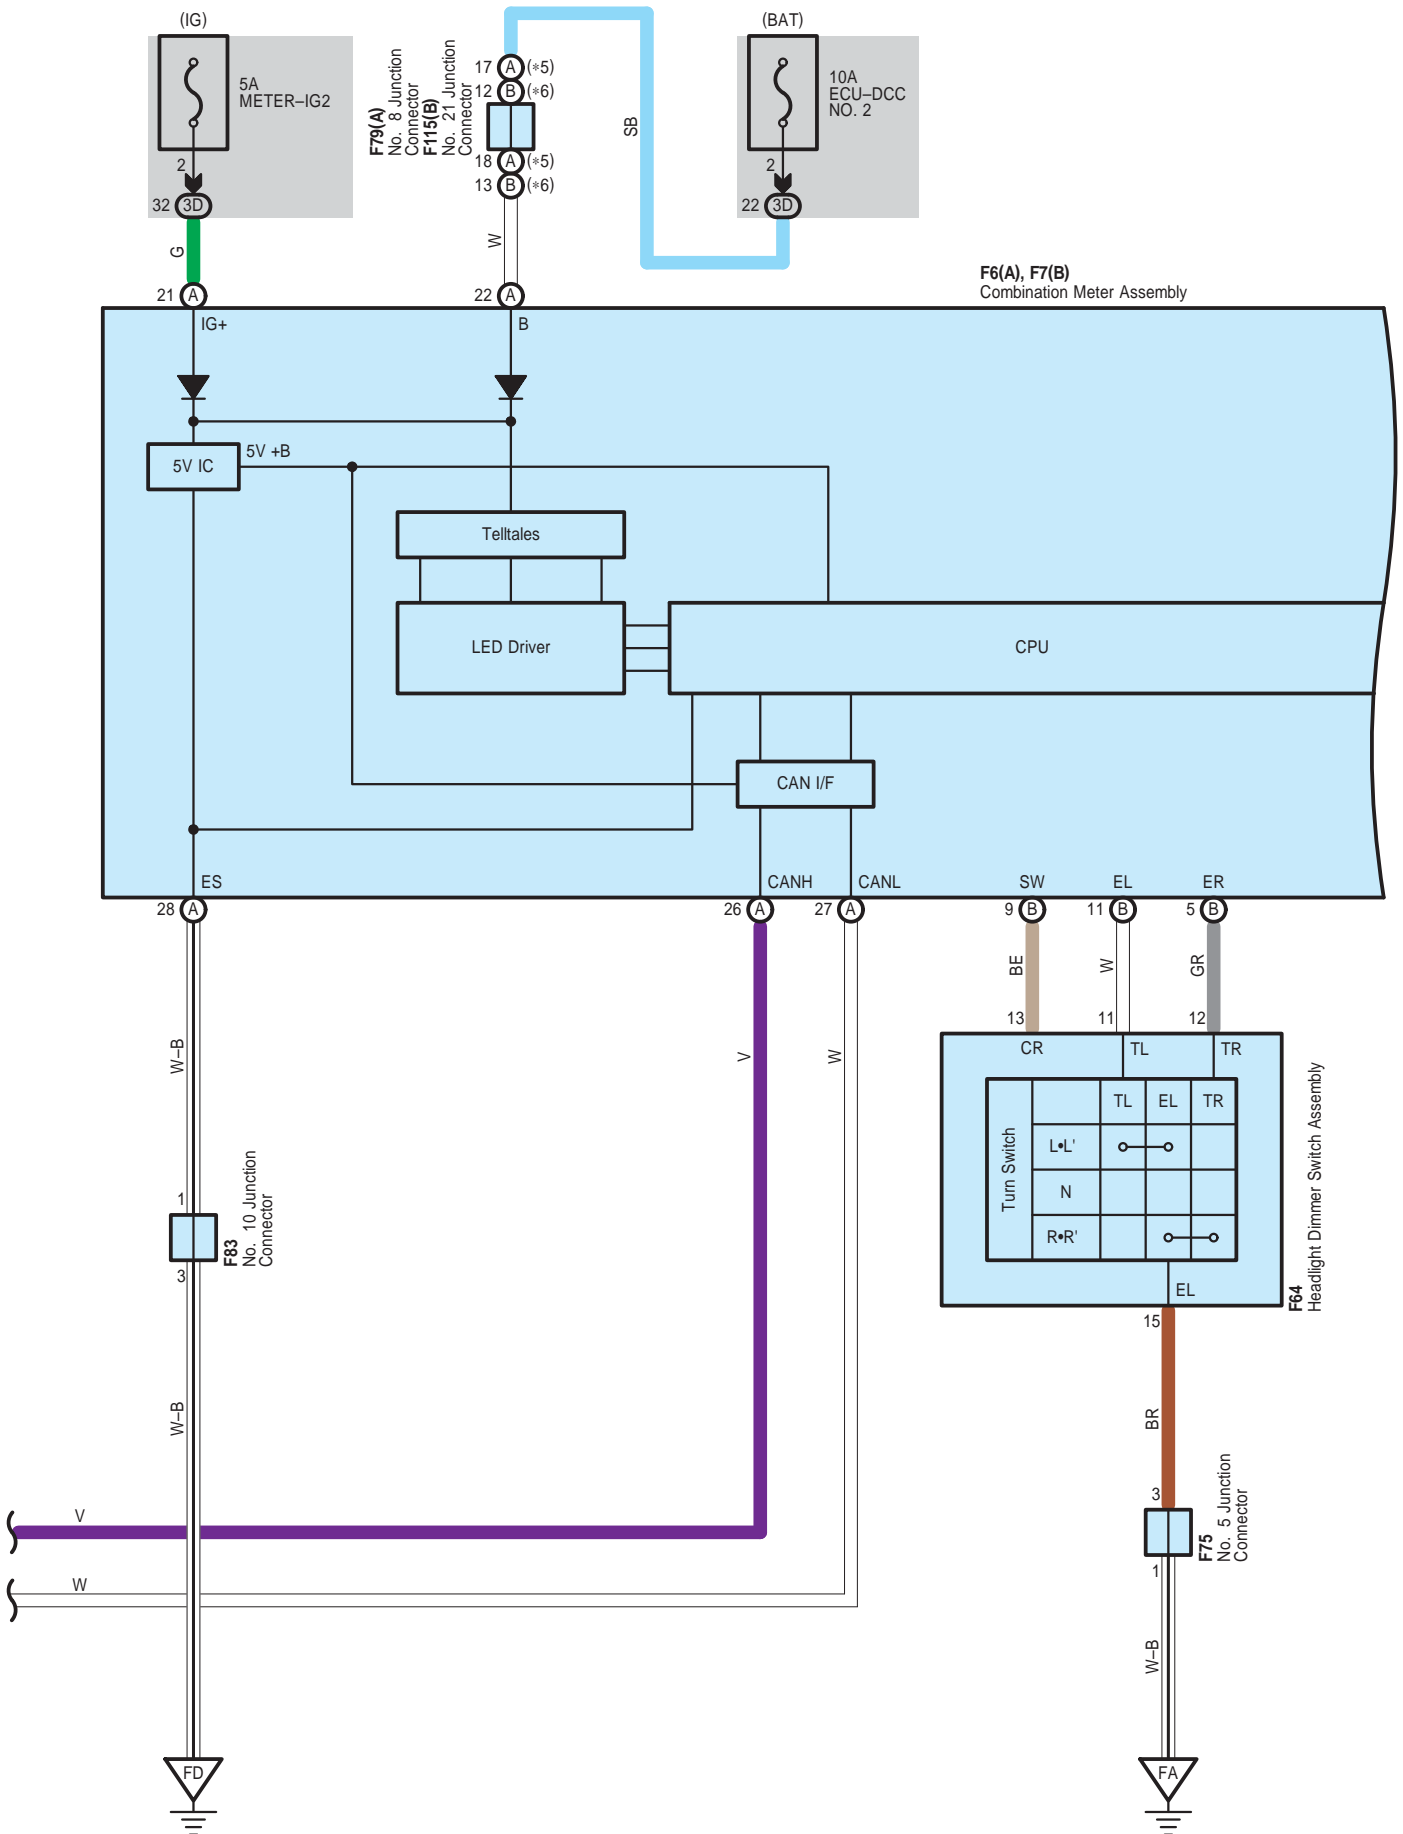 (IG)
(BAT)
5A
METER–IG2
2
32 3D
G
21 A
F79(A)
No. 8 Junction
Connector
F115(B)
No. 21 Junction
Connector
17 A (*5)
12 B (*6)
18 A (*5)
13 B (*6)
W
22 A
SB
10A
ECU–DCC
NO. 2
2
22 3D
F6(A), F7(B)
Combination Meter Assembly
IG+
B
5V IC
5V +B
Telltales
LED Driver
CPU
CAN I/F
ES
CANH
CANL
SW
EL
ER
28 A
26 A
27 A
9 B
11 B
5 B
BE
W
GR
W–B
V
W
13
11
12
CR
TL
TR
Turn Switch
TL EL TR
L•L'
N
R•R'
EL
F64
Headlight Dimmer Switch Assembly
1
F83
No. 10 Junction
Connector
3
15
W–B
BR
V
W
3
F75
No. 5 Junction
Connector
1
W–B
FD
FA